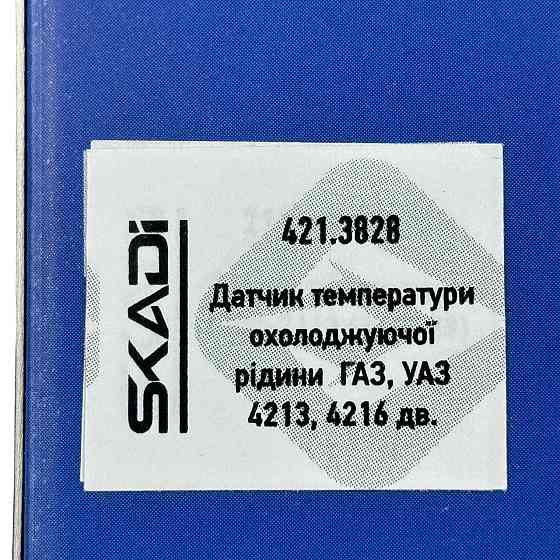 SKADI
421.3828
Датчик температури
охолоджуючої
рідини ГАЗ, УАЗ
4213, 4216 дв.